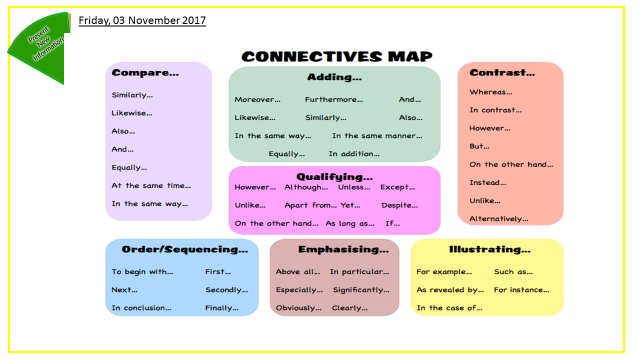 Friday, 03 November 2017
Present
New
Information
CONNECTIVES MAP
Compare...
Similarly...
Likewise...
Also...
And...
Equally...
At the same time...
In the same way...
Adding...
Moreover... Furthermore... And...
Likewise... Similarly... Also...
In the same way... In the same manner...
Equally... In addition...
Qualifying...
However... Although... Unless... Except...
Unlike... Apart from... Yet... Despite...
On the other hand... As long as... If...
Contrast...
Whereas...
In contrast...
However...
But...
On the other hand...
Instead...
Unlike...
Alternatively...
Order/Sequencing...
To begin with... First...
Next... Secondly...
In conclusion... Finally...
Emphasising...
Above all... In particular...
Especially... Significantly...
Obviously... Clearly...
Illustrating...
For example... Such as...
As revealed by... For instance...
In the case of...